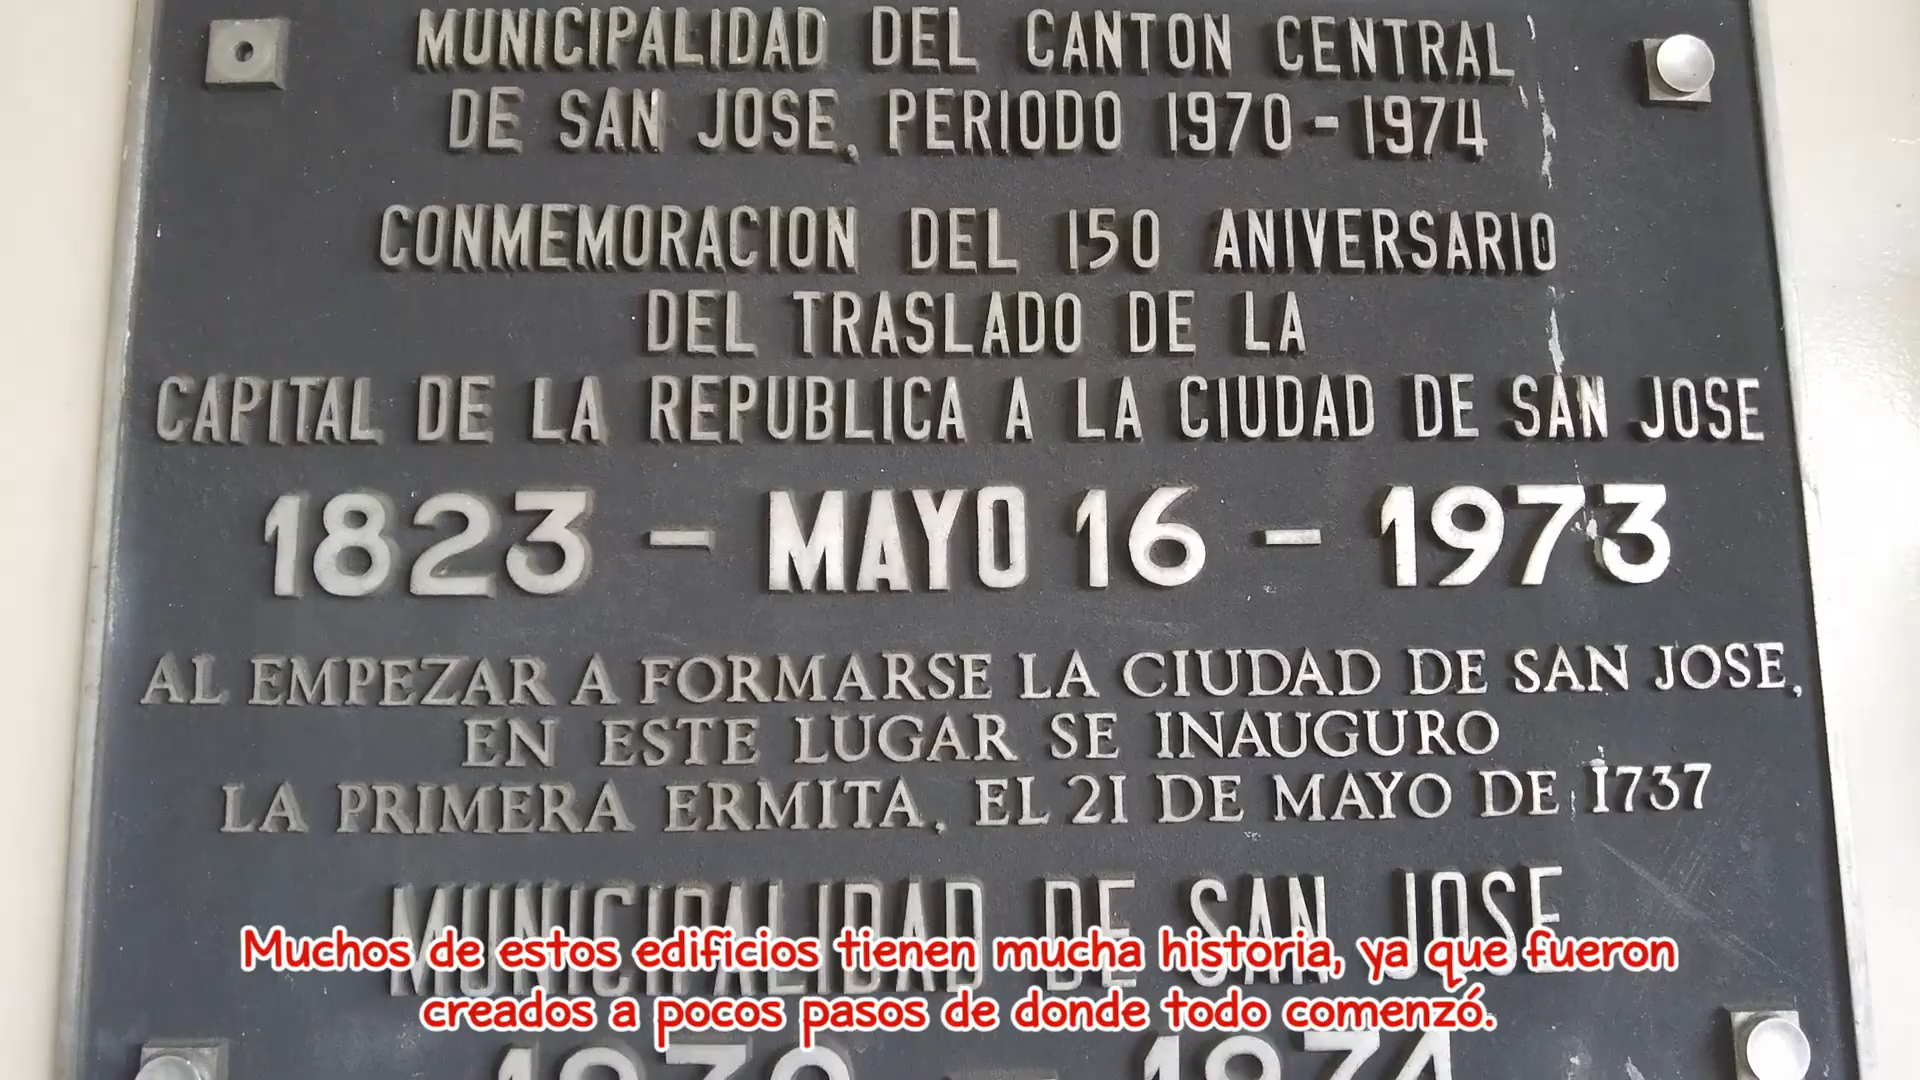 MUNICIPALIDAD DEL CANTON CENTRAL
DE SAN JOSE, PERIODO 1970-1974
CONMEMORACION DEL 150 ANIVERSARIO
DEL TRASLADO DE LA
CAPITAL DE LA REPUBLICA A LA CIUDAD DE SAN JOSE
1823 - MAYO 16 - 1973
AL EMPEZAR A FORMARSE LA CIUDAD DE SAN JOSE,
EN ESTE LUGAR SE INAUGURO
LA PRIMERA ERMITA, EL 21 DE MAYO DE 1737
MUNICIPALIDAD DE SAN JOSE
Muchos de estos edificios tienen mucha historia, ya que fueron
creados a pocos pasos de donde todo comenzó.
1970 - 1974